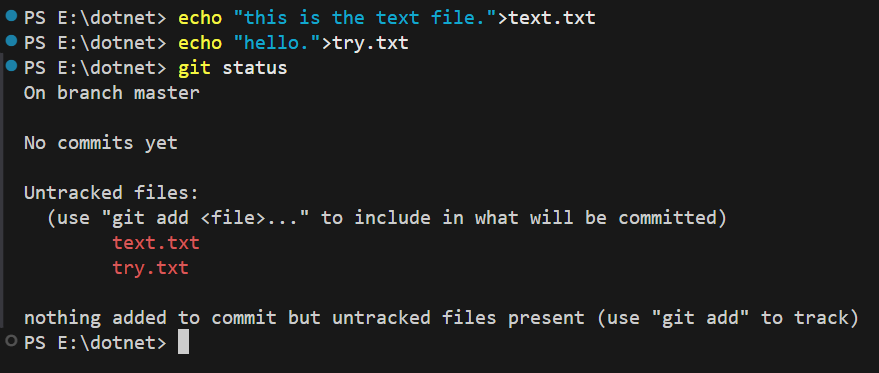 PS E:\dotnet> echo "this is the text file.">text.txt
PS E:\dotnet> echo "hello.">try.txt
PS E:\dotnet> git status
On branch master
No commits yet
Untracked files:
  (use "git add <file>..." to include in what will be committed)
        text.txt
        try.txt
nothing added to commit but untracked files present (use "git add" to track)
PS E:\dotnet>